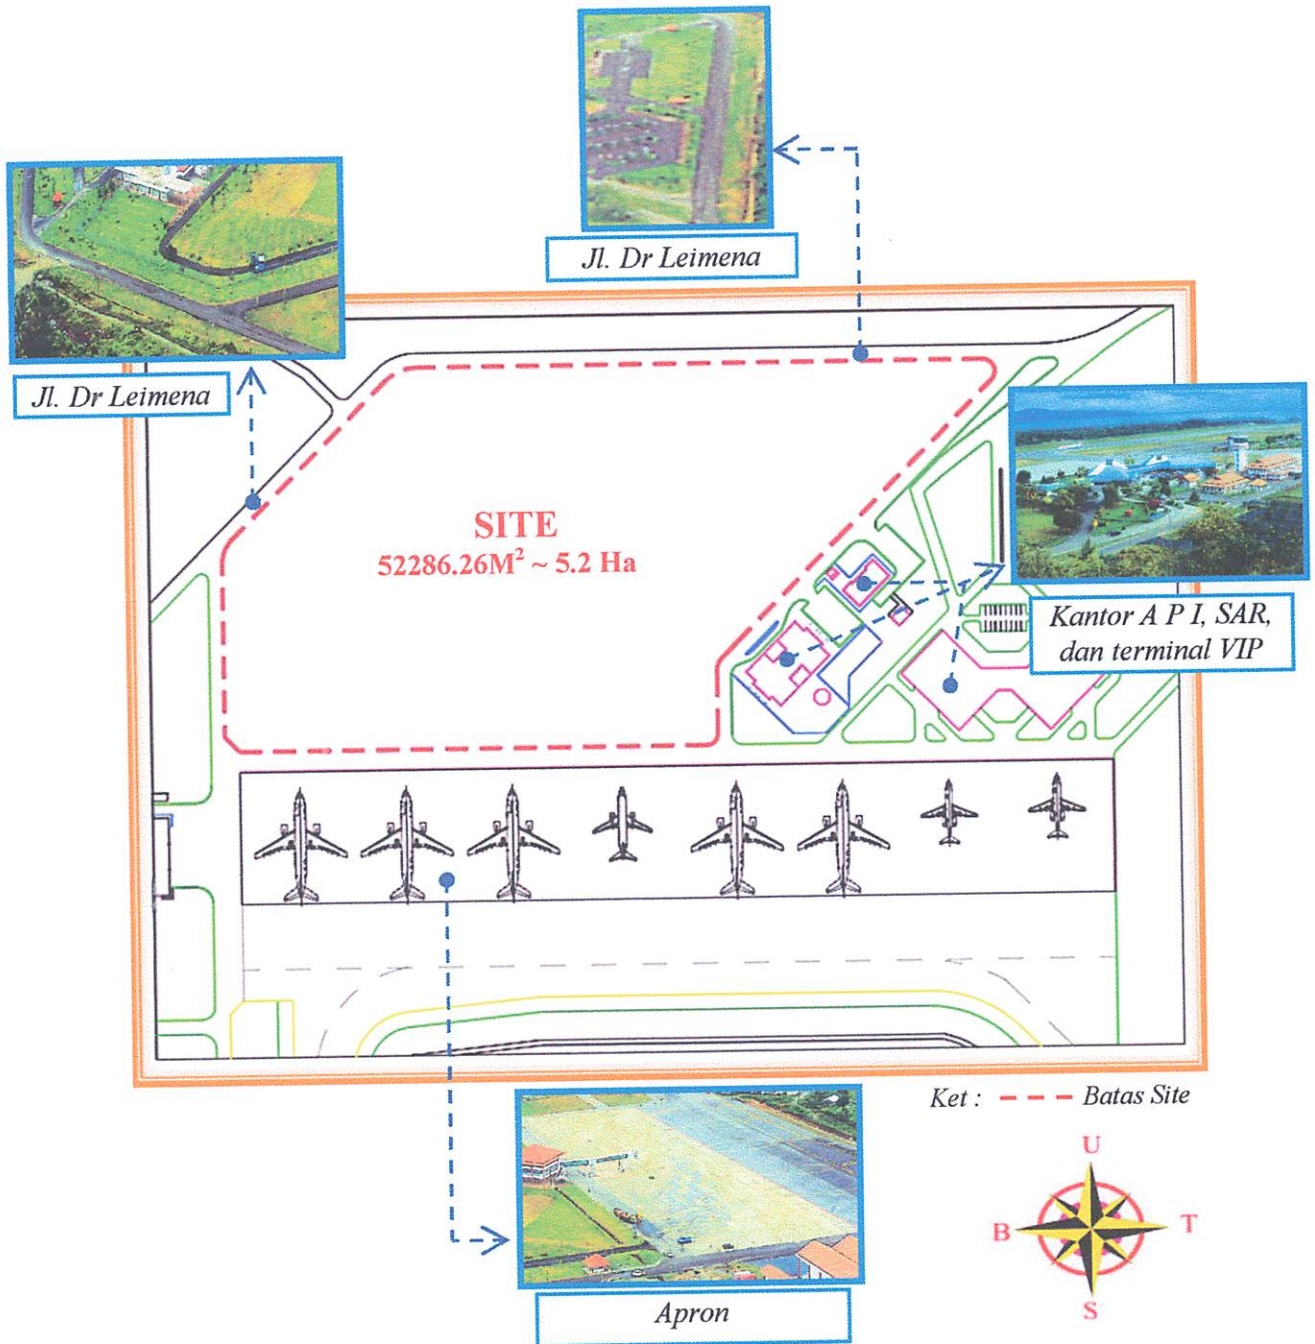 Jl. Dr Leimena
Jl. Dr Leimena
SITE
52286.26M² ~ 5.2 Ha
Kantor A P I, SAR,
dan terminal VIP
Ket : Batas Site
U
B T
S
Apron